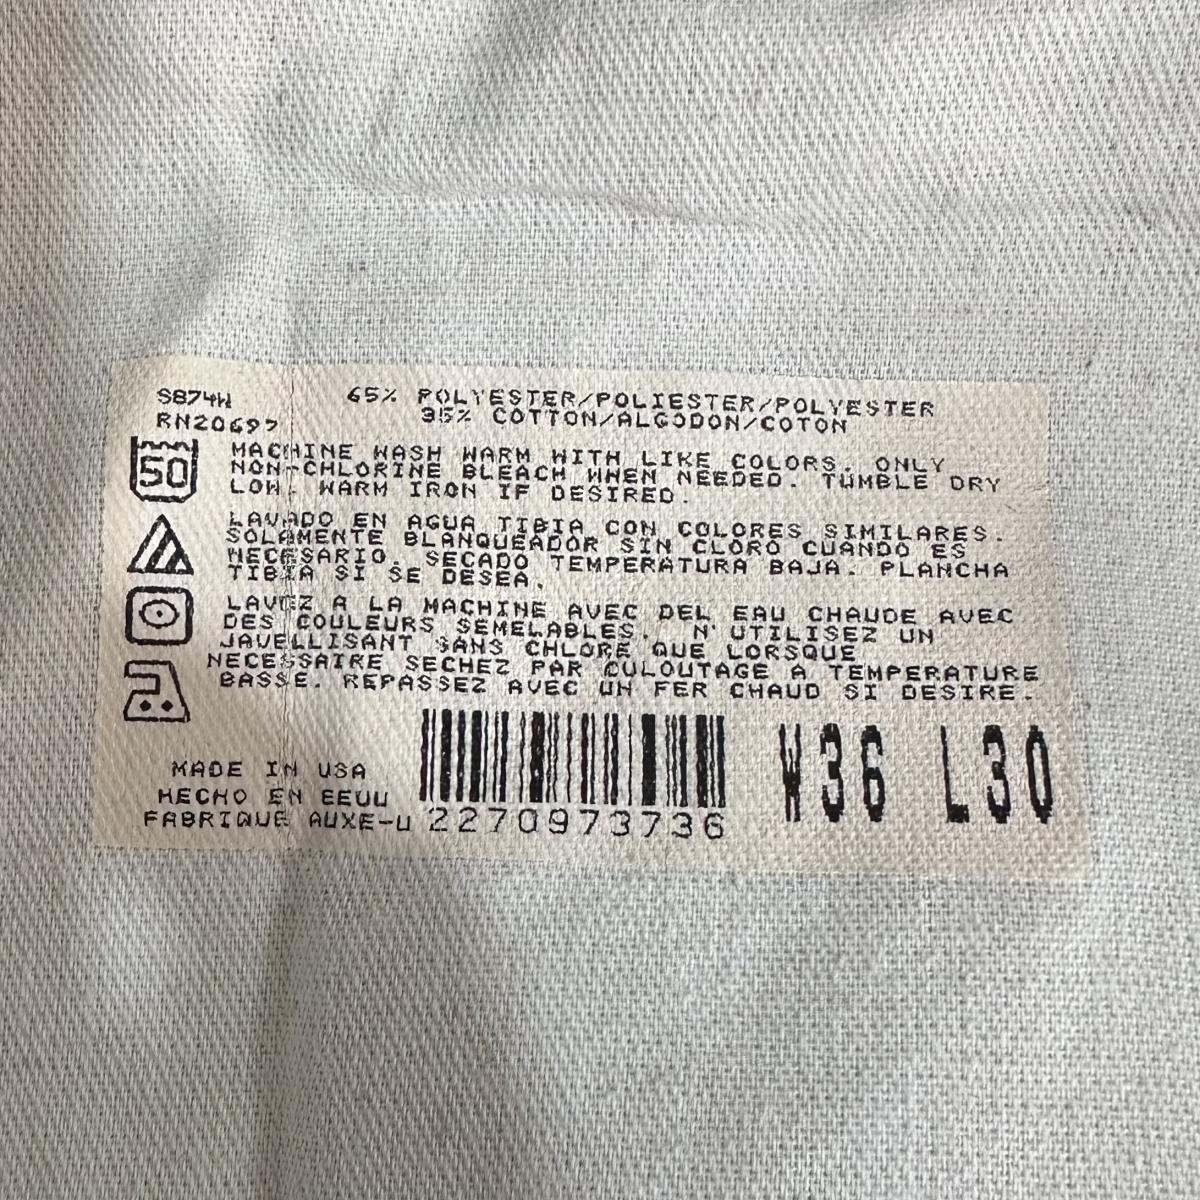 S874W
RN20697
65% POLYESTER/POLIESTER/POLYESTER
35% COTTON/ALGODON/COTON
50
MACHINE WASH WARM WITH LIKE COLORS. ONLY
NON-CHLORINE BLEACH WHEN NEEDED. TUMBLE DRY
LOW. WARM IRON IF DESIRED.
LAVADO EN AGUA TIBIA CON COLORES SIMILARES.
SOLAMENTE BLANQUEADOR SIN CLORO CUANDO ES
NECESARIO. SECADO TEMPERATURA BAJA. PLANCHA
TIBIA SI SE DESEA.
LAVEZ A LA MACHINE AVEC DEL EAU CHAUDE AVEC
DES COULEURS SEMELABLES. N'UTILISEZ UN
JAVELLISANT SANS CHLORE QUE LORSQUE
NECESSAIRE SECHEZ PAR CULOUTAGE A TEMPERATURE
BASSE. REPASSEZ AVEC UN FER CHAUD SI DESIRE.
MADE IN USA
HECHO EN EEUU
FABRIQUE AUXE-U
2270973736
W36 L30